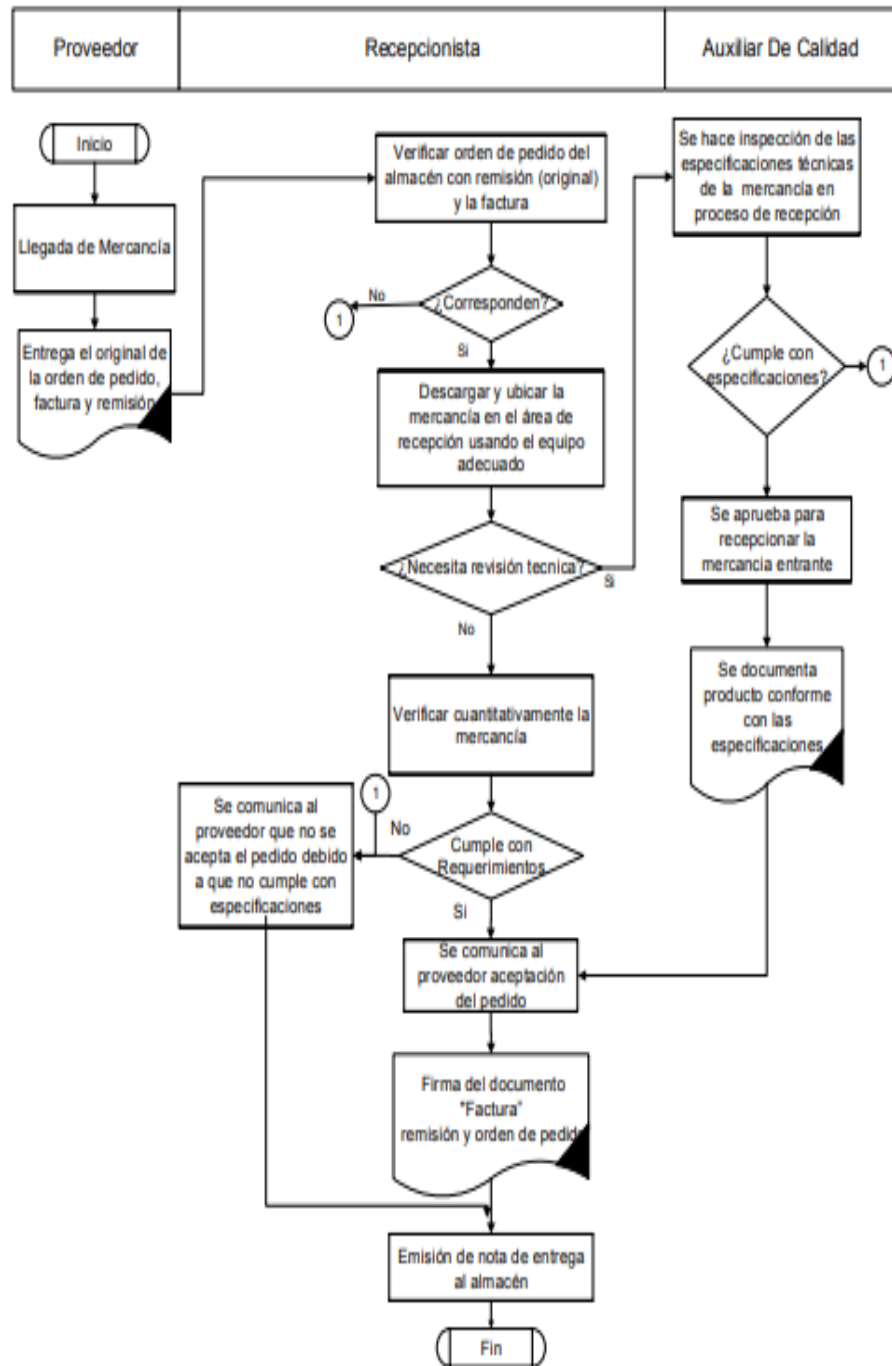 Proveedor
Recepcionista
Auxiliar De Calidad
Inicio
Llegada de Mercancía
Entrega el original de
la orden de pedido,
factura y remisión
Verificar orden de pedido del
almacén con remisión (original)
y la factura
¿Corresponden?
No
1
Si
Descargar y ubicar la
mercancía en el área de
recepción usando el equipo
adecuado
¿Necesita revisión tecnica?
Si
No
Verificar cuantitativamente la
mercancía
Cumple con
Requerimientos
No
1
Se comunica al
proveedor que no se
acepta el pedido debido
a que no cumple con
especificaciones
Sí
Se comunica al
proveedor aceptación
del pedido
Firma del documento
"Factura"
remisión y orden de pedido
Emisión de nota de entrega
al almacén
Fin
Se hace inspección de las
especificaciones técnicas
de la mercancía en
proceso de recepción
¿Cumple con
especificaciones?
1
Se aprueba para
recepcionar la
mercancia entrante
Se documenta
producto conforme
con las
especificaciones